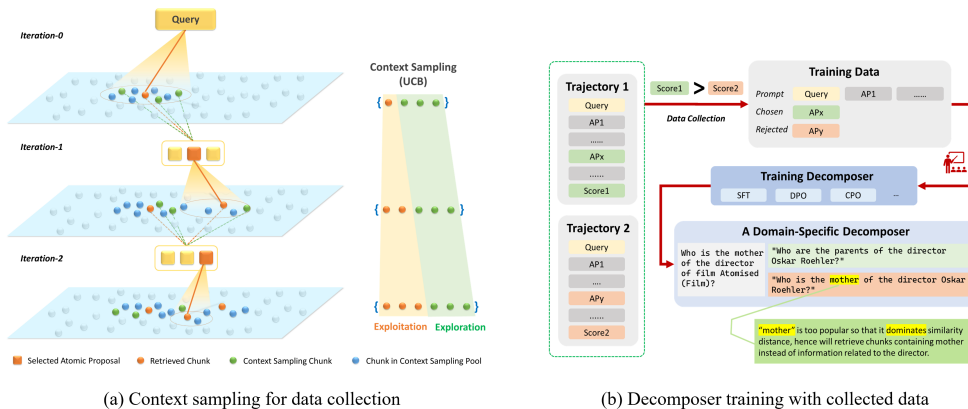 Query
Iteration-0
Context Sampling
(UCB)
{ }
Iteration-1
{ }
Iteration-2
{ }
Exploitation Exploration
Selected Atomic Proposal Retrieved Chunk Context Sampling Chunk Chunk in Context Sampling Pool
(a) Context sampling for data collection
Trajectory 1
Query
AP1
......
APx
......
Score1
Trajectory 2
Query
AP1
....
APy
......
Score2
Score1 > Score2
Data Collection
Training Data
Prompt Query AP1 ......
Chosen APx
Rejected APy
Training Decomposer
SFT DPO CPO ...
A Domain-Specific Decomposer
Who is the mother
of the director
of film Atomised
(Film)?
"Who are the parents of the director
Oskar Roehler?"
"Who is the mother of the director Oskar
Roehler?"
"mother" is too popular so that it dominates similarity
distance, hence will retrieve chunks containing mother
instead of information related to the director.
(b) Decomposer training with collected data